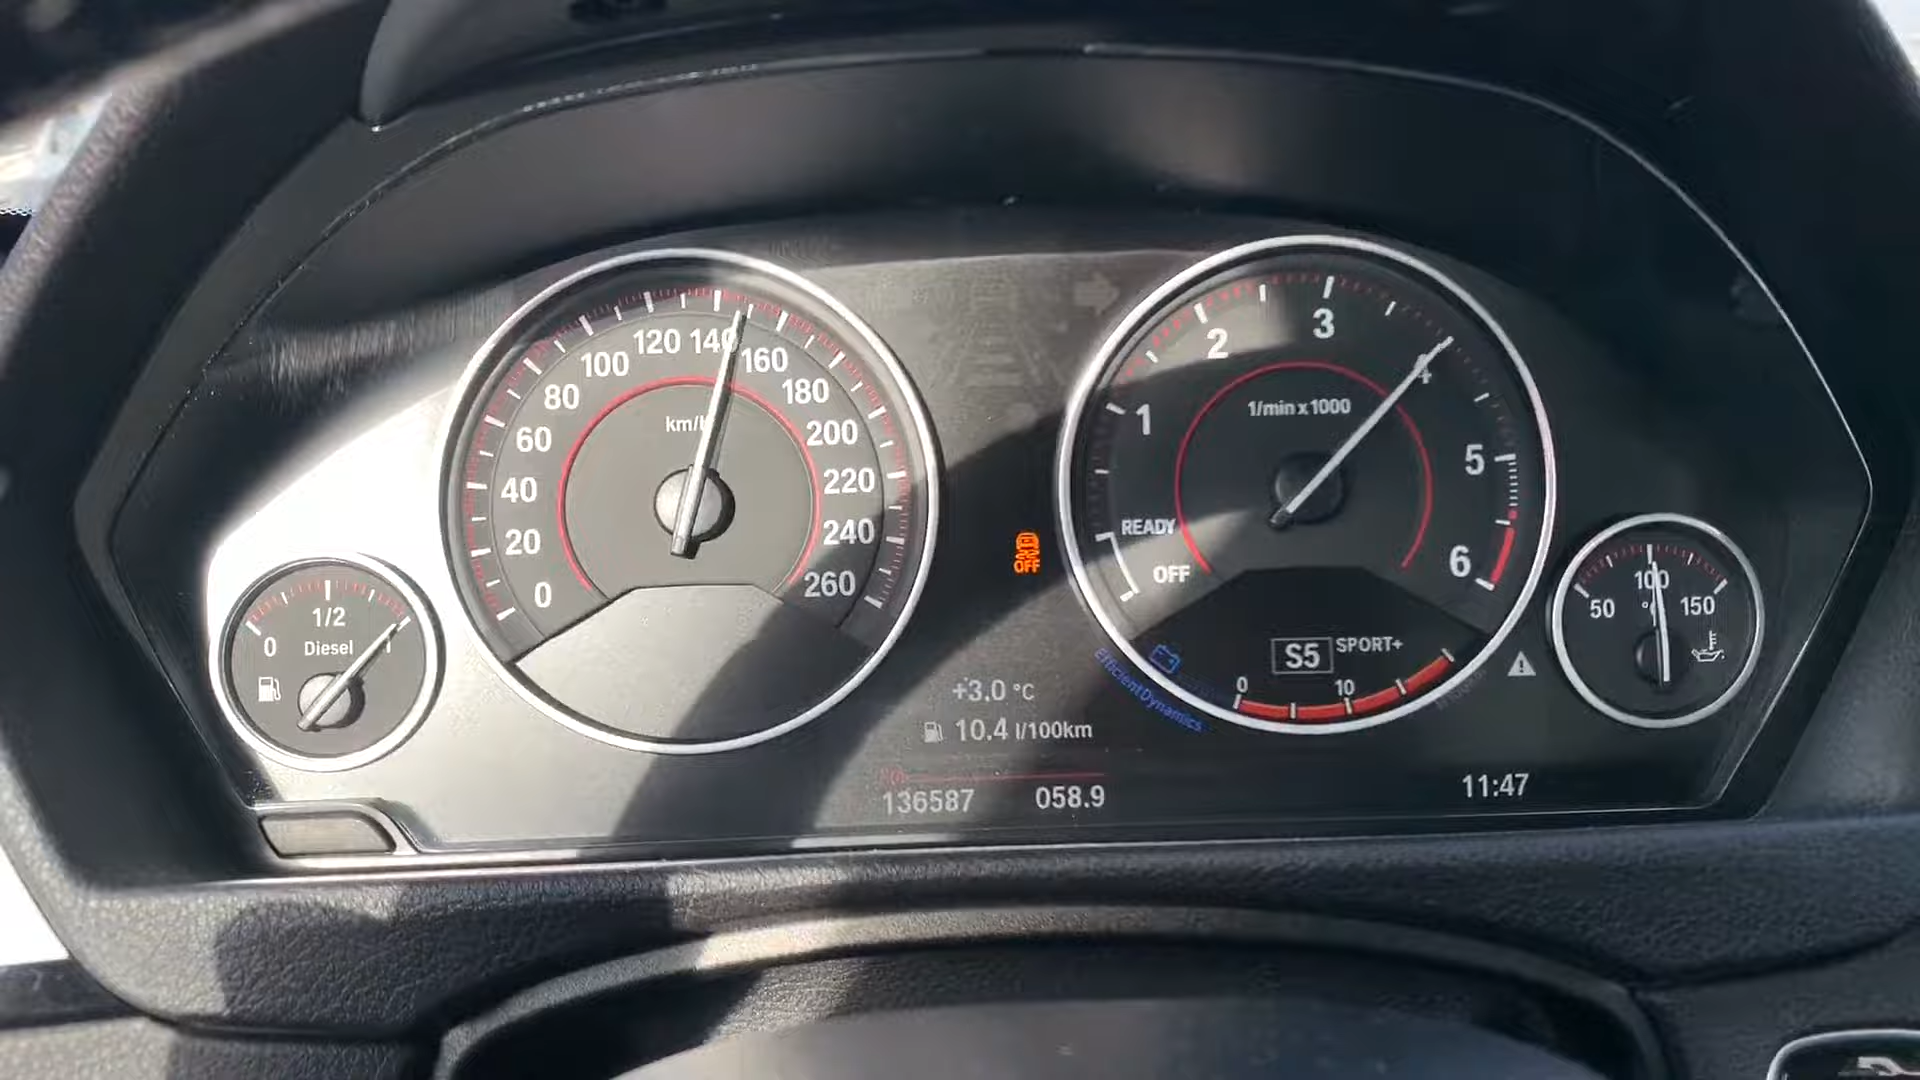 0
1/2
1
Diesel
0
20
40
60
80
100
120
140
160
180
200
220
240
260
km/h
OFF
+3,0 °C
10.4 l/100km
136587
058.9
1/min x 1000
1
2
3
4
5
6
READY
OFF
S5
SPORT+
0
10
EfficientDynamics
11:47
50
100
150